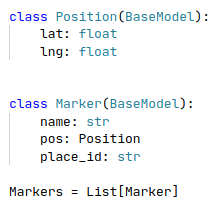 class Position(BaseModel):
    lat: float
    lng: float

class Marker(BaseModel):
    name: str
    pos: Position
    place_id: str

Markers = List[Marker]